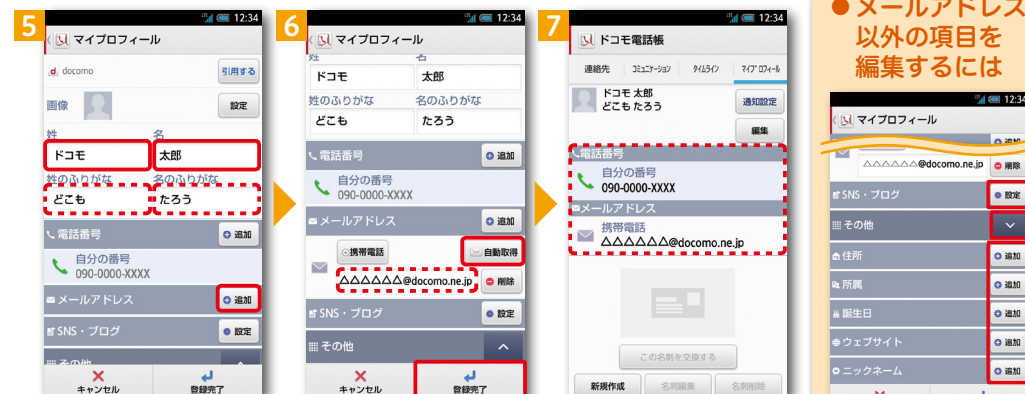 5
12:34
マイプロフィール
docomo
引用する
画像
設定
姓
名
ドコモ
太郎
姓のふりがな
名のふりがな
どこも
たろう
電話番号
追加
自分の番号
090-0000-XXXX
メールアドレス
追加
SNS・ブログ
設定
その他
キャンセル
登録完了
6
12:34
マイプロフィール
姓
名
ドコモ
太郎
姓のふりがな
名のふりがな
どこも
たろう
電話番号
追加
自分の番号
090-0000-XXXX
メールアドレス
追加
携帯電話
自動取得
△△△△△△@docomo.ne.jp
削除
SNS・ブログ
設定
その他
キャンセル
登録完了
7
12:34
ドコモ電話帳
連絡先
コミュニケーション
タイムライン
マイプロフィール
ドコモ 太郎
どこも たろう
通知設定
編集
電話番号
自分の番号
090-0000-XXXX
メールアドレス
携帯電話
△△△△△△@docomo.ne.jp
この名刺を交換する
新規作成
名刺編集
名刺削除
●メールアドレス
以外の項目を
編集するには
12:34
マイプロフィール
△△△△△△@docomo.ne.jp
削除
SNS・ブログ
設定
その他
住所
追加
所属
追加
誕生日
追加
ウェブサイト
追加
ニックネーム
追加